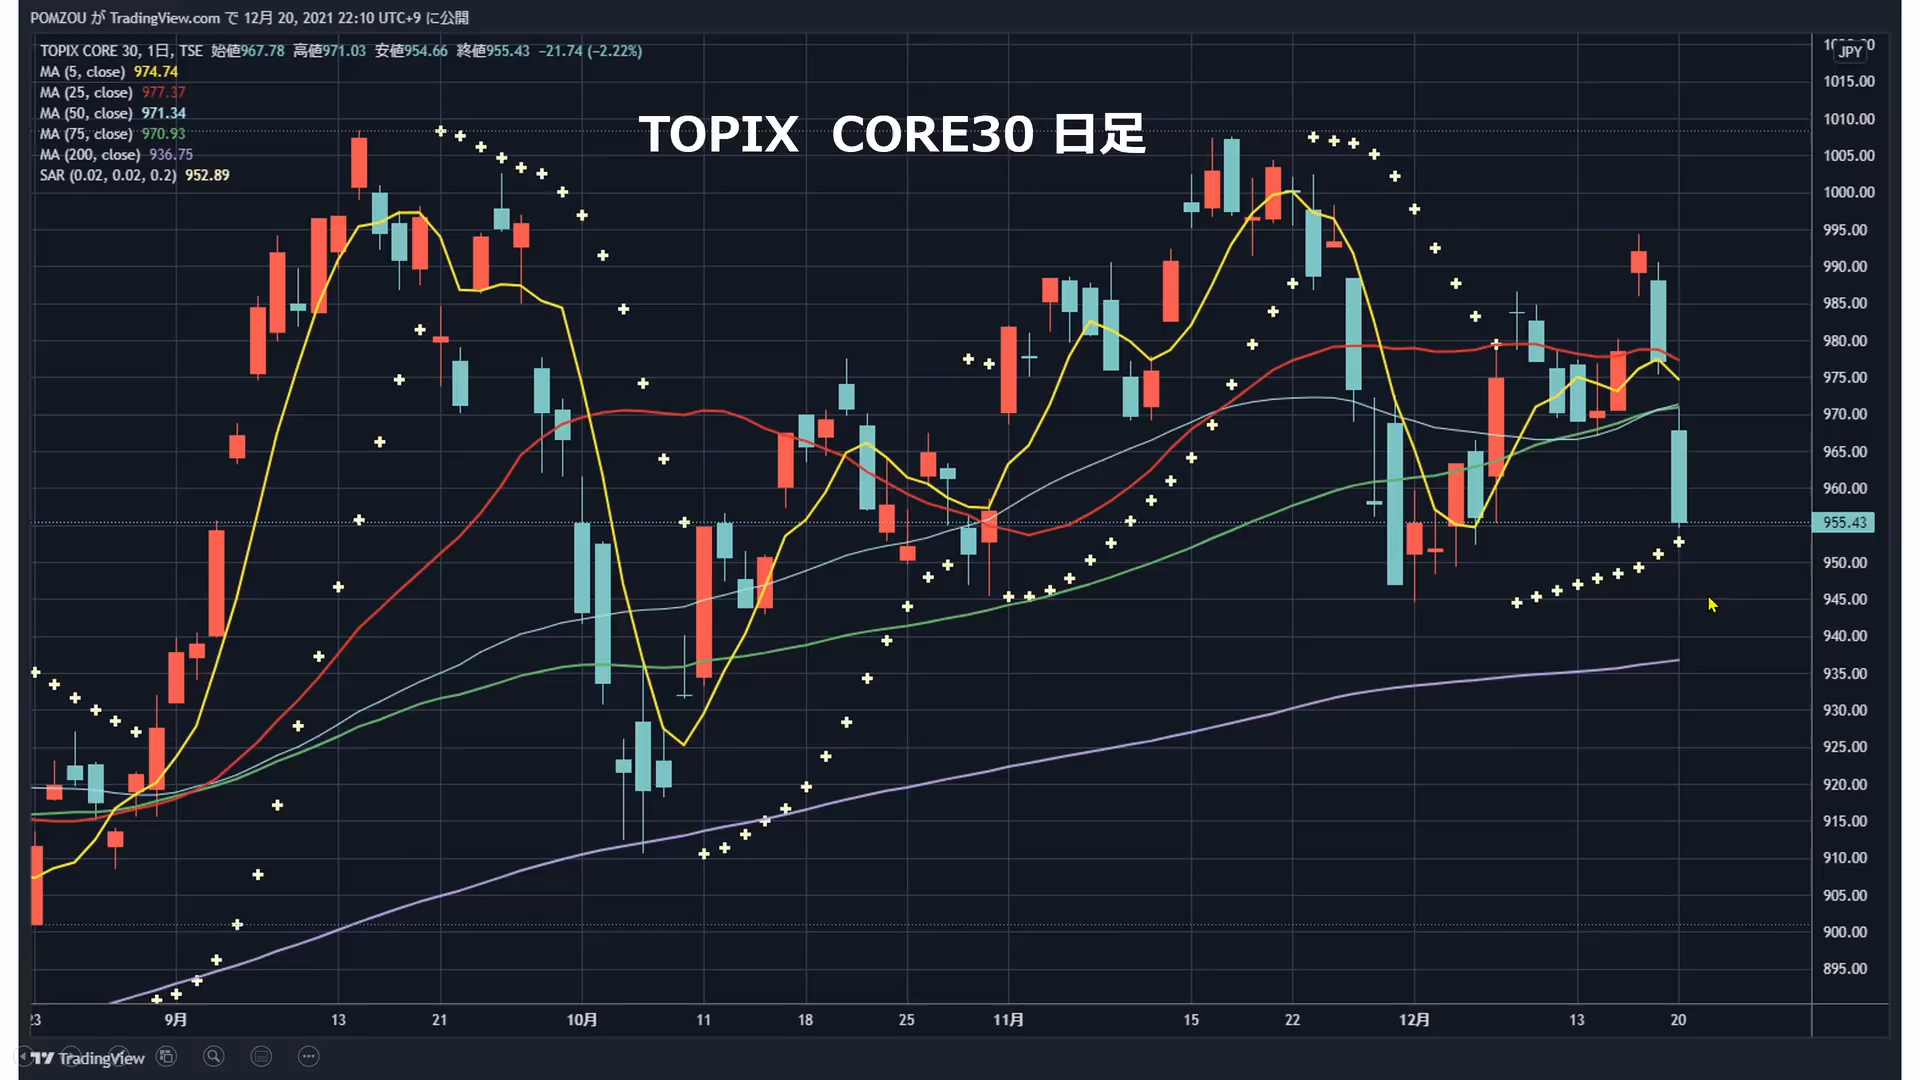 POMZOU が TradingView.com で 12月 20, 2021 22:10 UTC+9 に公開
TOPIX CORE 30, 1日, TSE 始値967.78 高値971.03 安値954.66 終値955.43 −21.74 (−2.22%)
MA (5, close) 974.74
MA (25, close) 977.37
MA (50, close) 971.34
MA (75, close) 970.93
MA (200, close) 936.75
SAR (0.02, 0.02, 0.2) 952.89
TOPIX CORE30 日足
JPY
1015.00
1010.00
1005.00
1000.00
995.00
990.00
985.00
980.00
975.00
970.00
965.00
960.00
955.43
950.00
945.00
940.00
935.00
930.00
925.00
920.00
915.00
910.00
905.00
900.00
895.00
23 9月 13 21 10月 11 18 25 11月 15 22 12月 13 20
TradingView